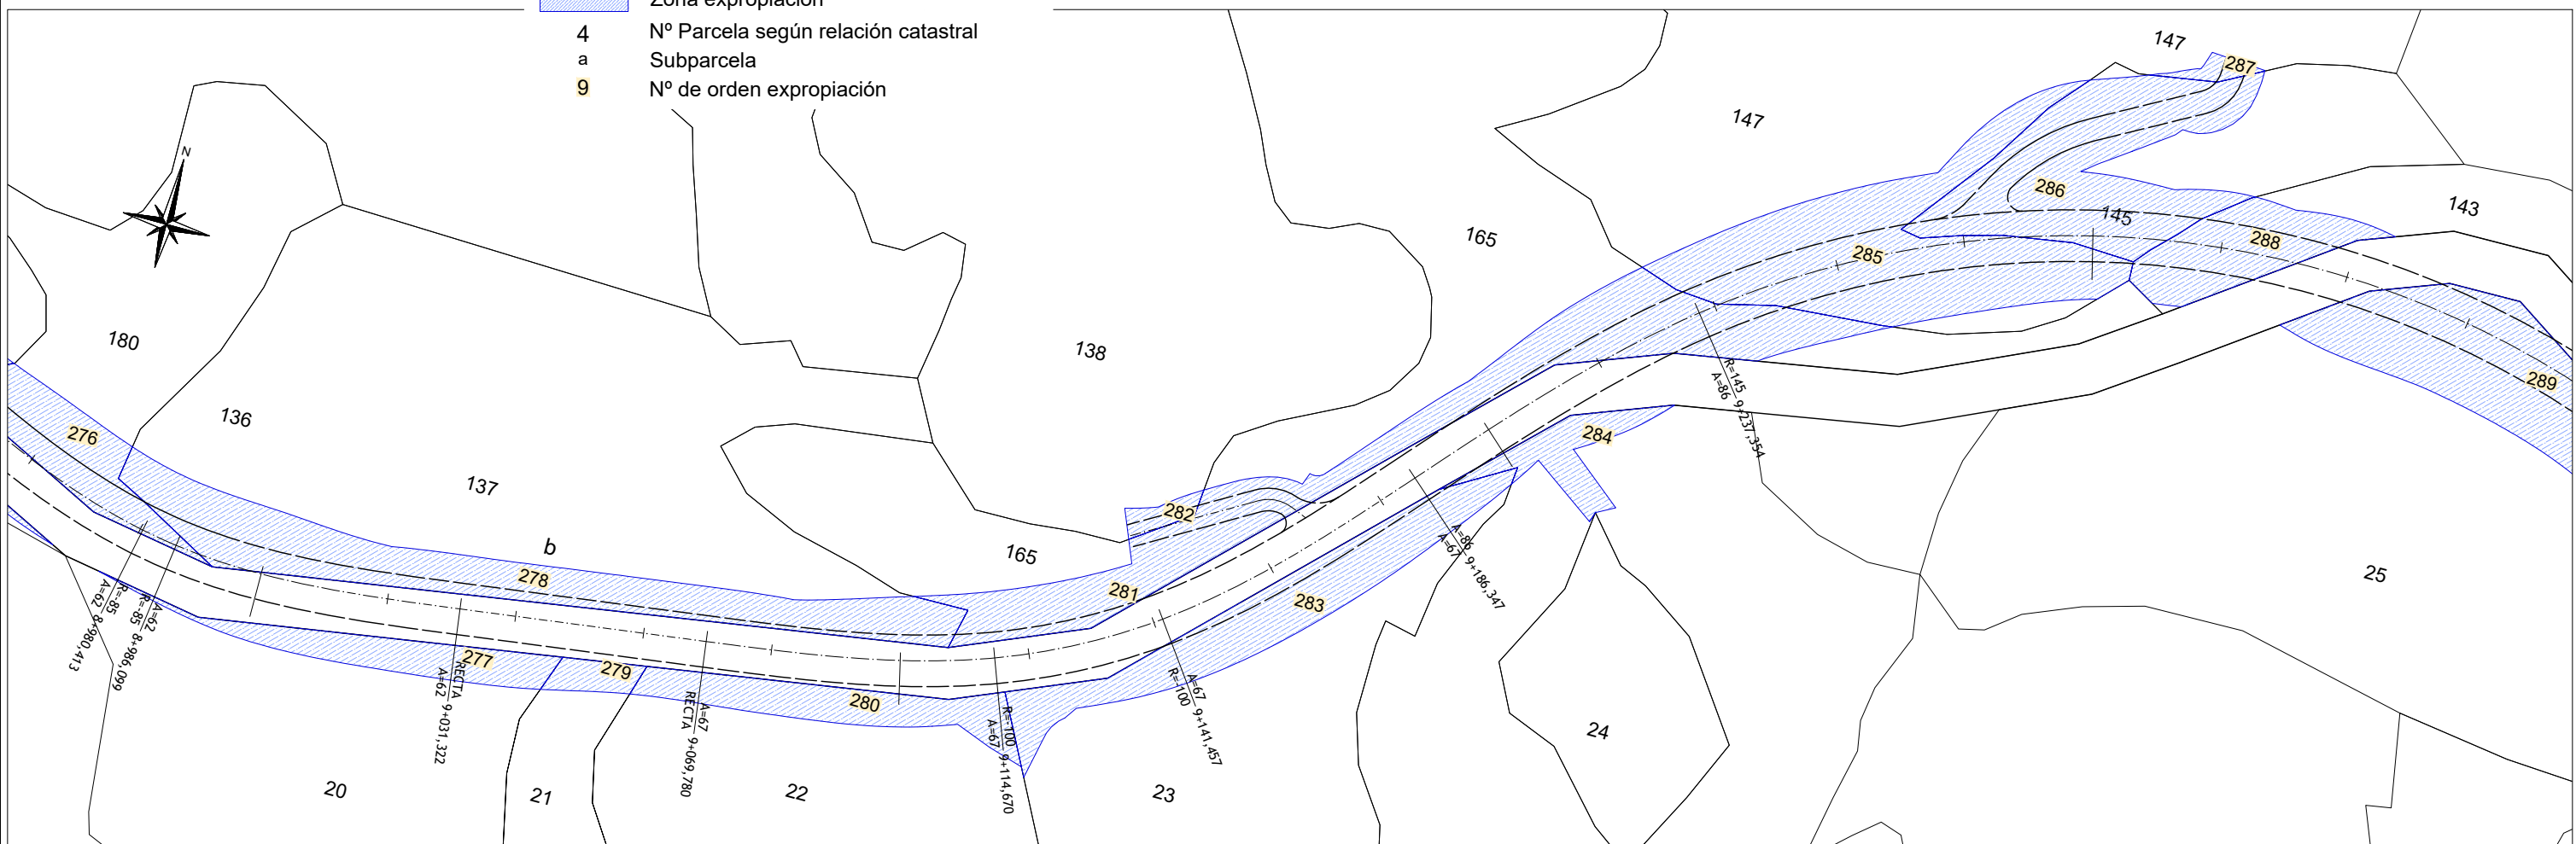 Zona expropiación
4 Nº Parcela según relación catastral
a Subparcela
9 Nº de orden expropiación
N
147
287
147
286
145
143
288
165
285
180
138
289
136
276
284
137
282
b
165
278
281
283
25
277
279
280
24
20
21
22
23
A=62 R=-85 8+980,413
R=-85 A=62 8+986,099
A=62 RECTA 9+031,322
RECTA A=67 9+069,780
A=67 R=-100 9+114,670
R=-100 A=67 9+141,457
A=67 A=86 9+186,347
A=86 R=145 9+237,354